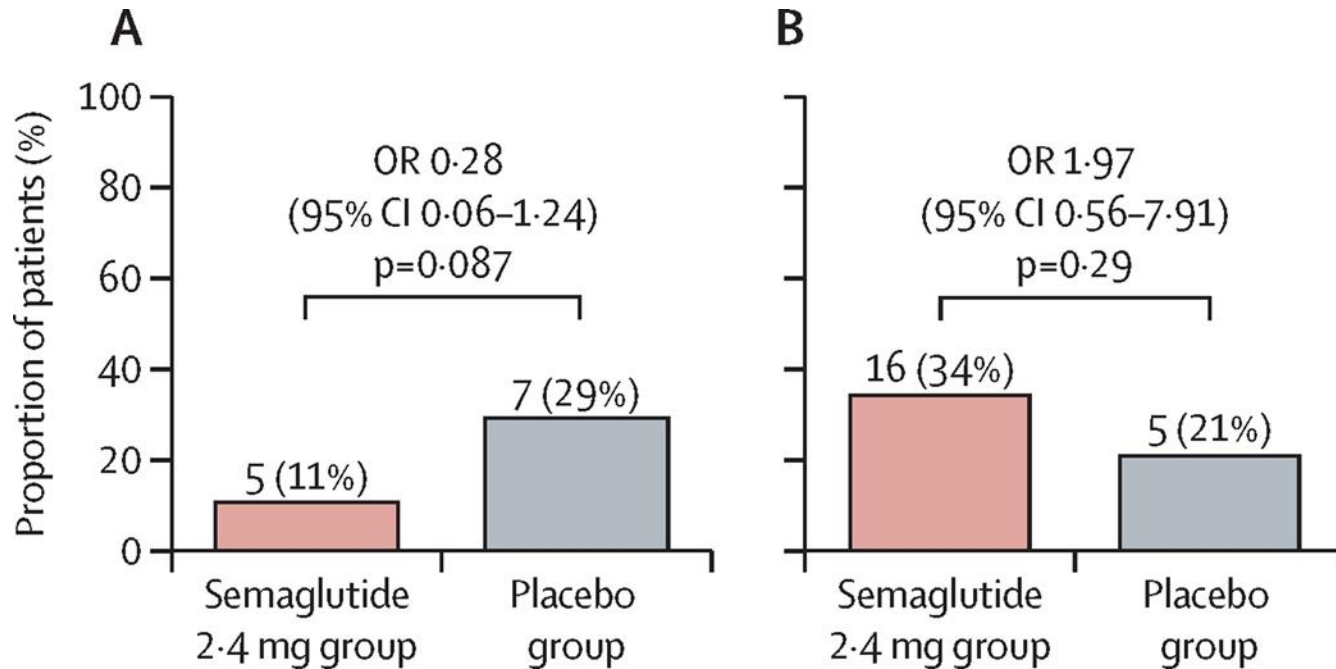 A
Proportion of patients (%)
100
80
60
40
20
0
OR 0·28
(95% CI 0·06–1·24)
p=0·087
5 (11%)
7 (29%)
Semaglutide
2·4 mg group
Placebo
group
B
OR 1·97
(95% CI 0·56–7·91)
p=0·29
16 (34%)
5 (21%)
Semaglutide
2·4 mg group
Placebo
group